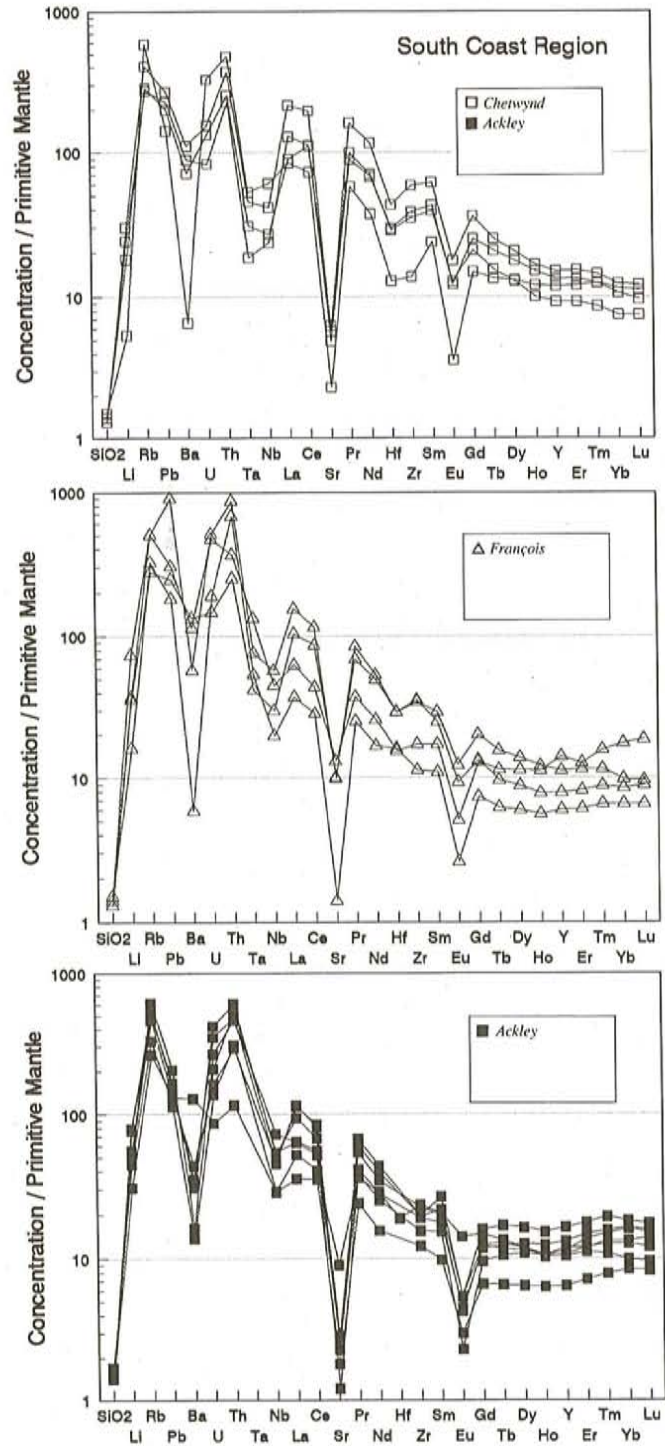 South Coast Region
Chetwynd
Ackley
Concentration / Primitive Mantle
1000
100
10
1
SiO2 Rb Ba Th Nb Ce Pr Hf Sm Gd Dy Y Tm Lu
Li Pb U Ta La Sr Nd Zr Eu Tb Ho Er Yb
François
Concentration / Primitive Mantle
1000
100
10
1
SiO2 Rb Ba Th Nb Ce Pr Hf Sm Gd Dy Y Tm Lu
Li Pb U Ta La Sr Nd Zr Eu Tb Ho Er Yb
Ackley
Concentration / Primitive Mantle
1000
100
10
1
SiO2 Rb Ba Th Nb Ce Pr Hf Sm Gd Dy Y Tm Lu
Li Pb U Ta La Sr Nd Zr Eu Tb Ho Er Yb